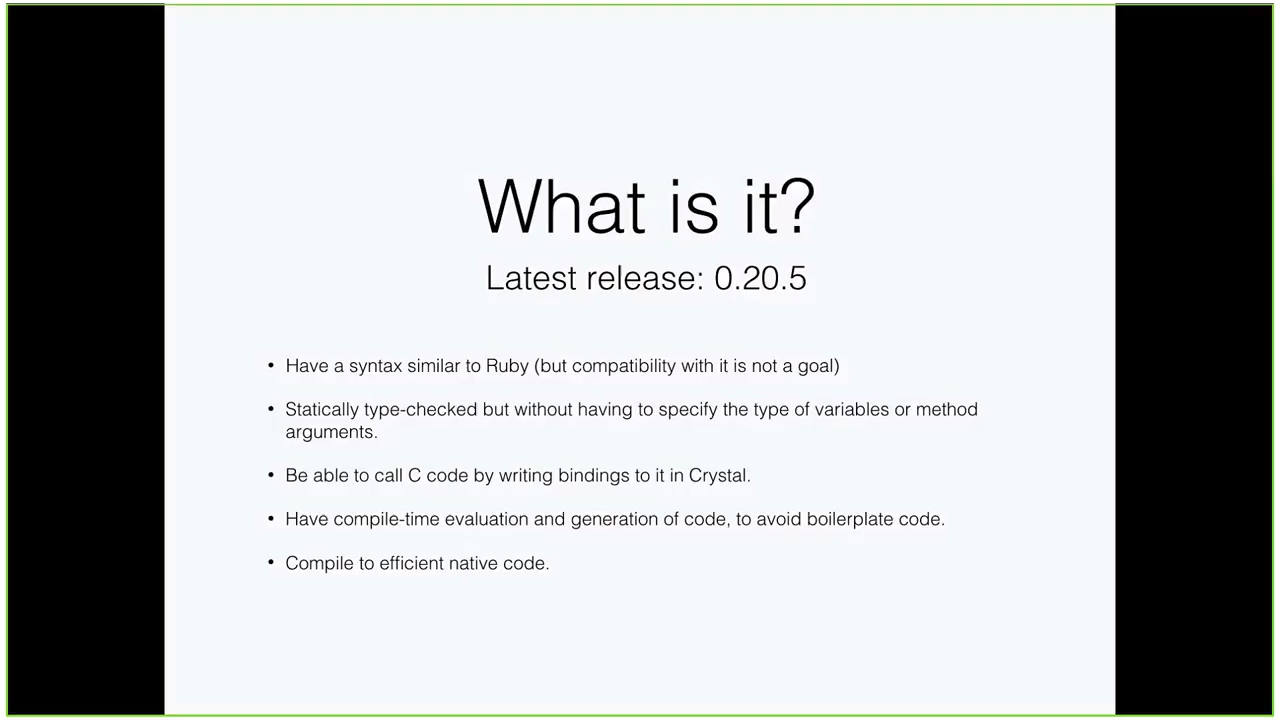 What is it?
Latest release: 0.20.5
• Have a syntax similar to Ruby (but compatibility with it is not a goal)
• Statically type-checked but without having to specify the type of variables or method
arguments.
• Be able to call C code by writing bindings to it in Crystal.
• Have compile-time evaluation and generation of code, to avoid boilerplate code.
• Compile to efficient native code.